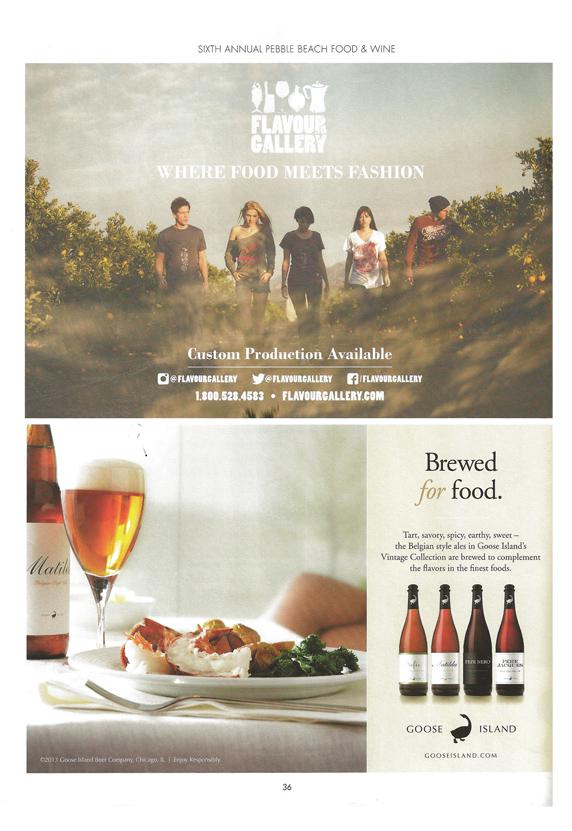 SIXTH ANNUAL PEBBLE BEACH FOOD & WINE
FLAVOUR
GALLERY
WHERE FOOD MEETS FASHION
Custom Production Available
@FLAVOURGALLERY @FLAVOURGALLERY /FLAVOURGALLERY
1.800.528.4583 • FLAVOURGALLERY.COM
Matil
Brewed
for food.
Tart, savory, spicy, earthy, sweet –
the Belgian style ales in Goose Island's
Vintage Collection are brewed to complement
the flavors in the finest foods.
Sofie Matilda PEPE NERO PERE JACQUES
GOOSE ISLAND
GOOSEISLAND.COM
©2013 Goose Island Beer Company, Chicago, IL | Enjoy Responsibly.
36